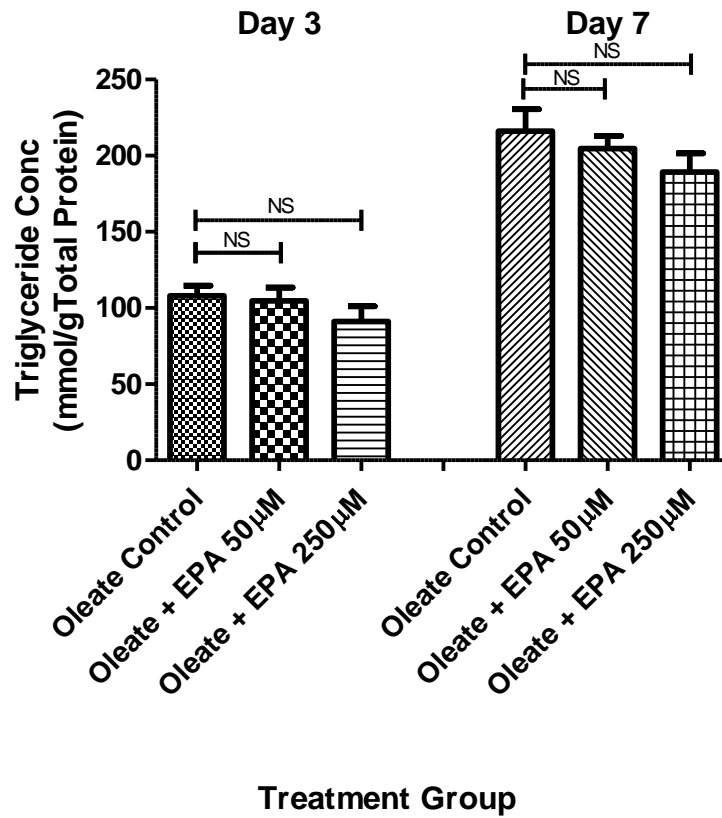 Day 3
Day 7
Triglyceride Conc
(mmol/gTotal Protein)
250
200
150
100
50
0
NS
NS
NS
NS
Oleate Control
Oleate + EPA 50µM
Oleate + EPA 250µM
Oleate Control
Oleate + EPA 50µM
Oleate + EPA 250µM
Treatment Group